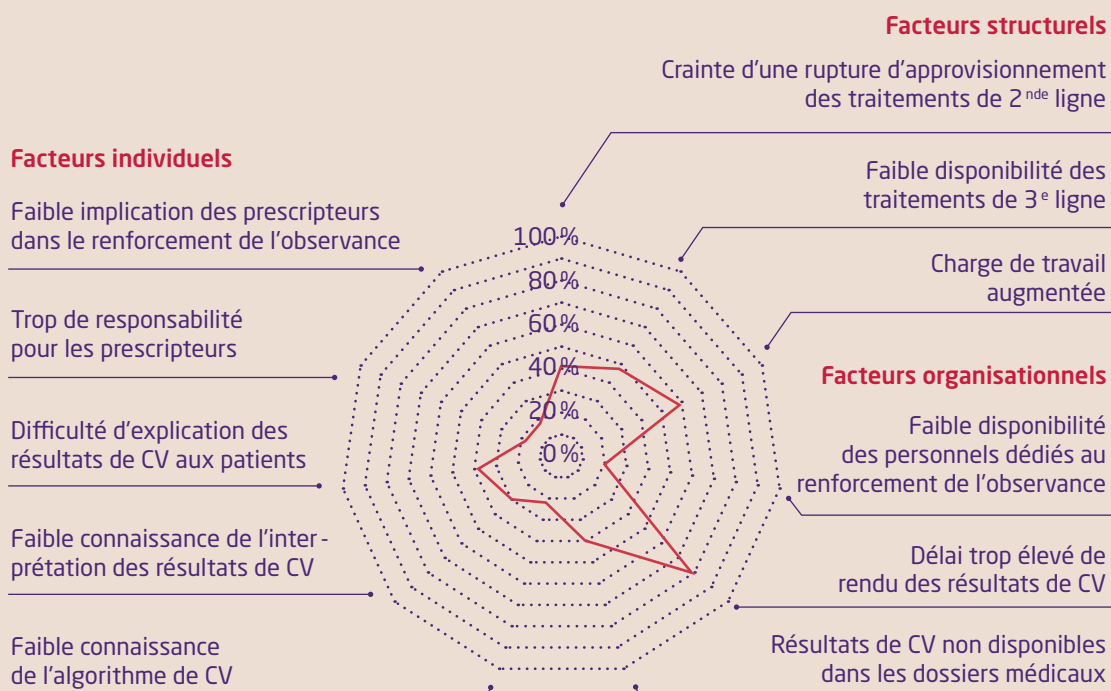 Facteurs structurels
Crainte d'une rupture d'approvisionnement
des traitements de 2nde ligne
Faible disponibilité des
traitements de 3e ligne
Charge de travail
augmentée
Facteurs organisationnels
Faible disponibilité
des personnels dédiés au
renforcement de l'observance
Délai trop élevé de
rendu des résultats de CV
Résultats de CV non disponibles
dans les dossiers médicaux
Facteurs individuels
Faible implication des prescripteurs
dans le renforcement de l'observance
Trop de responsabilité
pour les prescripteurs
Difficulté d'explication des
résultats de CV aux patients
Faible connaissance de l'inter-
prétation des résultats de CV
Faible connaissance
de l'algorithme de CV
100%
80%
60%
40%
20%
0%